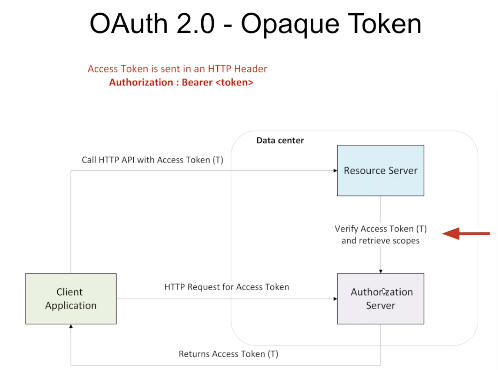 OAuth 2.0 - Opaque Token
Access Token is sent in an HTTP Header
Authorization : Bearer <token>
Data center
Call HTTP API with Access Token (T)
Resource Server
Verify Access Token (T)
and retrieve scopes
Client
Application
HTTP Request for Access Token
Authorization
Server
Returns Access Token (T)